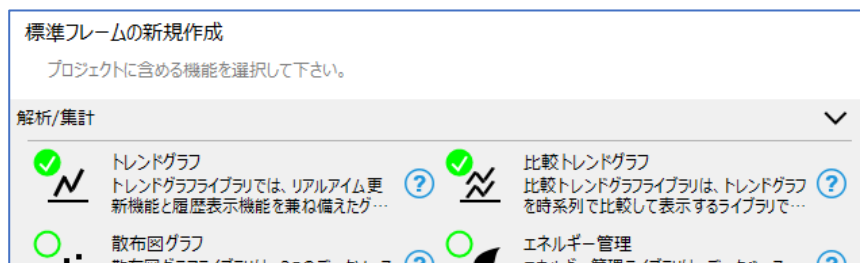 標準フレームの新規作成
プロジェクトに含める機能を選択して下さい。
解析/集計
トレンドグラフ
トレンドグラフライブラリでは、リアルアイム更
新機能と履歴表示機能を兼ね備えたグ…
比較トレンドグラフ
比較トレンドグラフライブラリは、トレンドグラフ
を時系列で比較して表示するライブラリで…
散布図グラフ
エネルギー管理